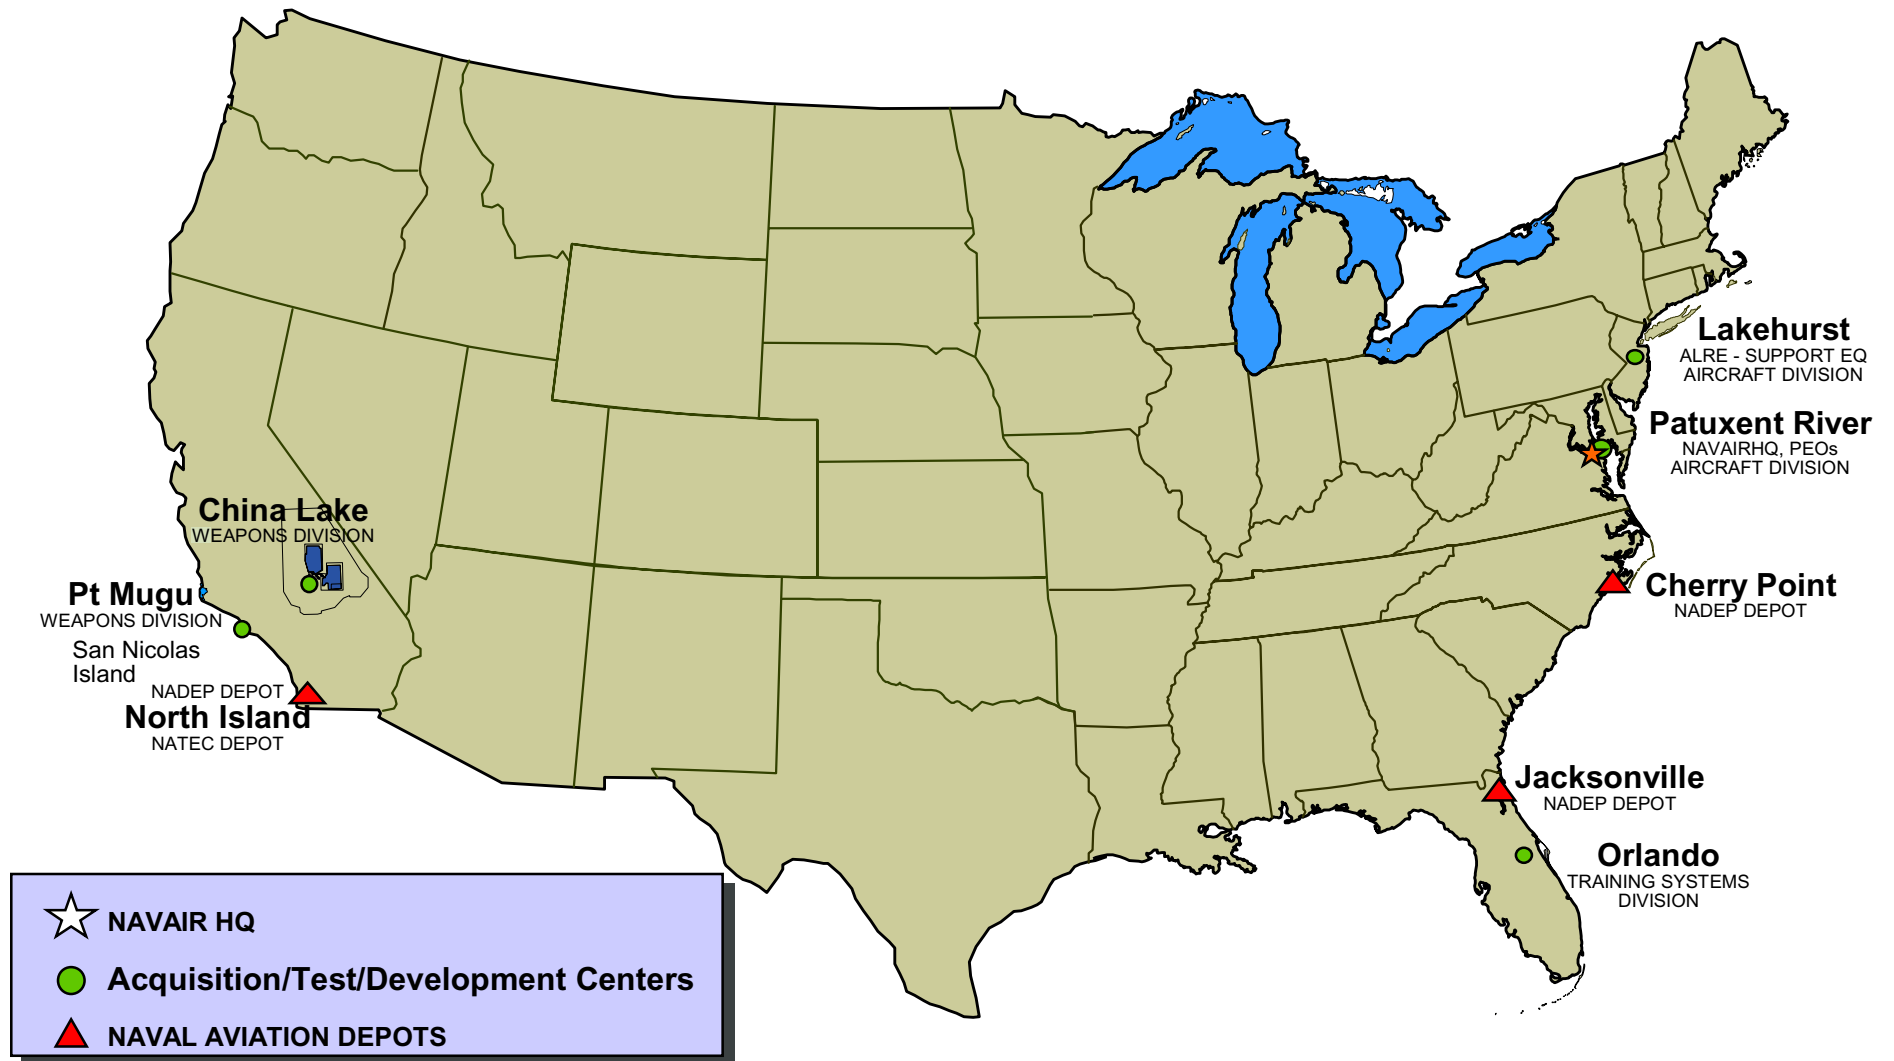 Lakehurst
ALRE - SUPPORT EQ
AIRCRAFT DIVISION
Patuxent River
NAVAIRHQ, PEOs
AIRCRAFT DIVISION
China Lake
WEAPONS DIVISION
Pt Mugu
WEAPONS DIVISION
San Nicolas
Island
NADEP DEPOT
North Island
NATEC DEPOT
Cherry Point
NADEP DEPOT
Jacksonville
NADEP DEPOT
Orlando
TRAINING SYSTEMS
DIVISION
NAVAIR HQ
Acquisition/Test/Development Centers
NAVAL AVIATION DEPOTS